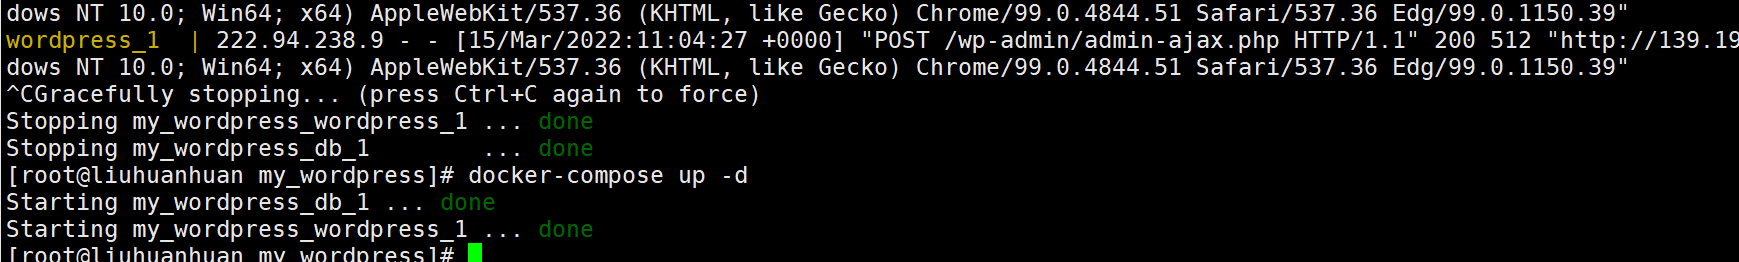 dows NT 10.0; Win64; x64) AppleWebKit/537.36 (KHTML, like Gecko) Chrome/99.0.4844.51 Safari/537.36 Edg/99.0.1150.39"
wordpress_1  | 222.94.238.9 - - [15/Mar/2022:11:04:27 +0000] "POST /wp-admin/admin-ajax.php HTTP/1.1" 200 512 "http://139.19
dows NT 10.0; Win64; x64) AppleWebKit/537.36 (KHTML, like Gecko) Chrome/99.0.4844.51 Safari/537.36 Edg/99.0.1150.39"
^CGracefully stopping... (press Ctrl+C again to force)
Stopping my_wordpress_wordpress_1 ... done
Stopping my_wordpress_db_1        ... done
[root@liuhuanhuan my_wordpress]# docker-compose up -d
Starting my_wordpress_db_1 ... done
Starting my_wordpress_wordpress_1 ... done
[root@liuhuanhuan my_wordpress]#